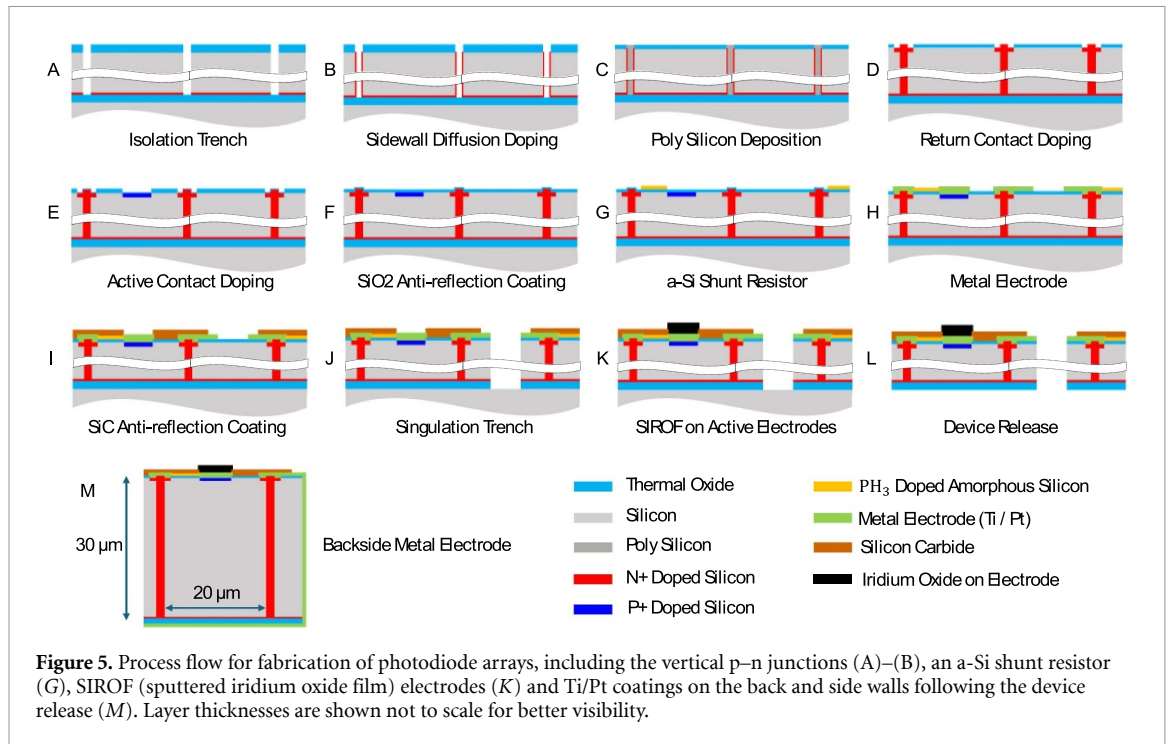 A
Isolation Trench
B
Sidewall Diffusion Doping
C
Poly Silicon Deposition
D
Return Contact Doping
E
Active Contact Doping
F
SiO2 Anti-reflection Coating
G
a-Si Shunt Resistor
H
Metal Electrode
I
SiC Anti-reflection Coating
J
Singulation Trench
K
SIROF on Active Electrodes
L
Device Release
M
30 µm
20 µm
Backside Metal Electrode
Thermal Oxide
Silicon
Poly Silicon
N+ Doped Silicon
P+ Doped Silicon
PH₃ Doped Amorphous Silicon
Metal Electrode (Ti / Pt)
Silicon Carbide
Iridium Oxide on Electrode
Figure 5. Process flow for fabrication of photodiode arrays, including the vertical p–n junctions (A)–(B), an a-Si shunt resistor
(G), SIROF (sputtered iridium oxide film) electrodes (K) and Ti/Pt coatings on the back and side walls following the device
release (M). Layer thicknesses are shown not to scale for better visibility.